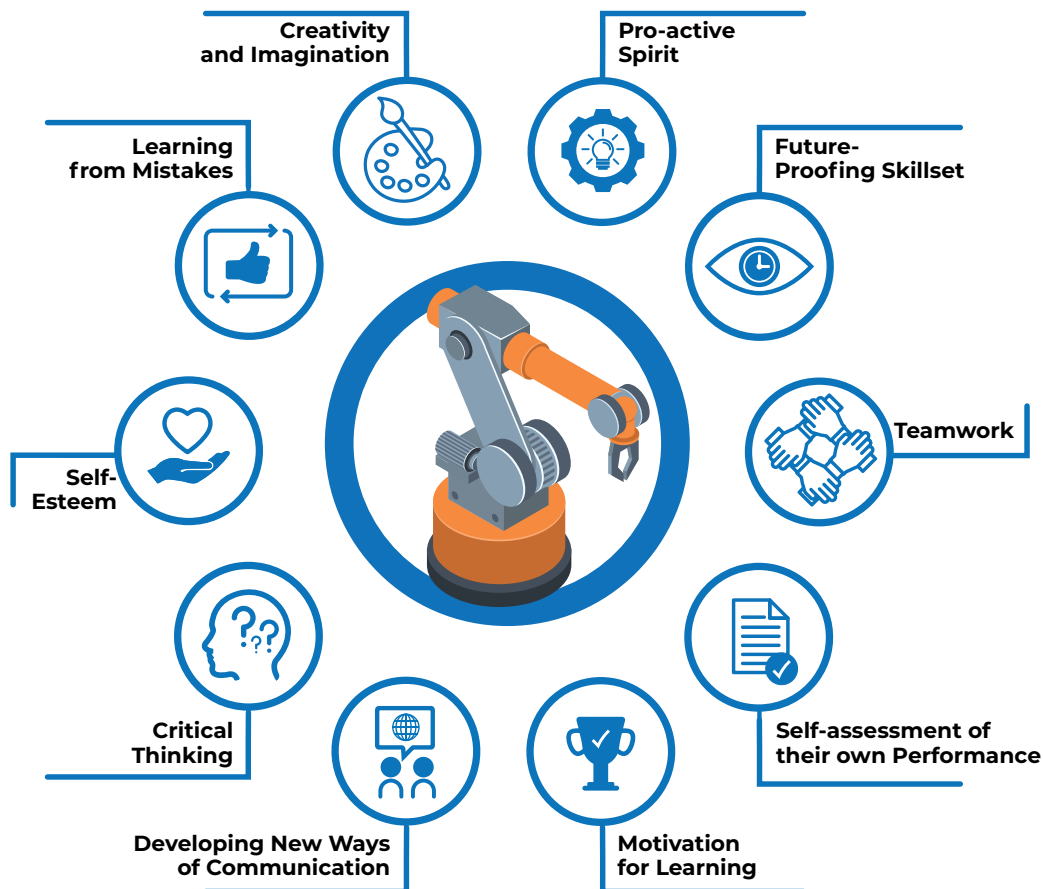 Creativity
and Imagination
Pro-active
Spirit
Learning
from Mistakes
Future-
Proofing Skillset
Self-
Esteem
Teamwork
Critical
Thinking
Self-assessment of
their own Performance
Developing New Ways
of Communication
Motivation
for Learning